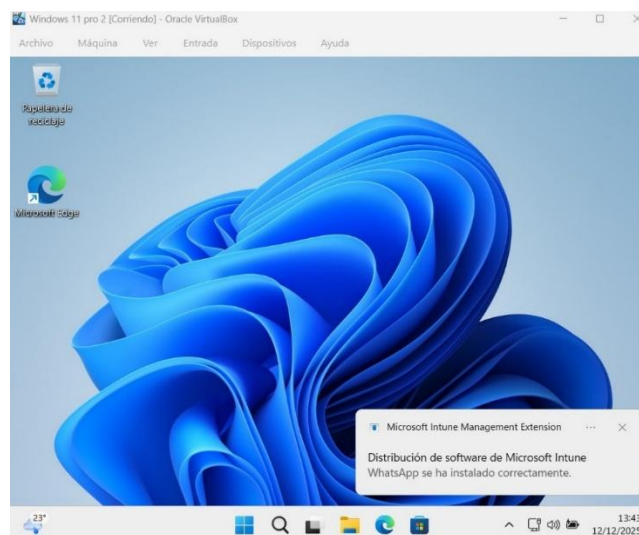 Windows 11 pro 2 [Corriendo] - Oracle VirtualBox
Archivo Máquina Ver Entrada Dispositivos Ayuda
Papelera de
reciclaje
Microsoft Edge
Microsoft Intune Management Extension
Distribución de software de Microsoft Intune
WhatsApp se ha instalado correctamente.
23°
13:43
12/12/2025